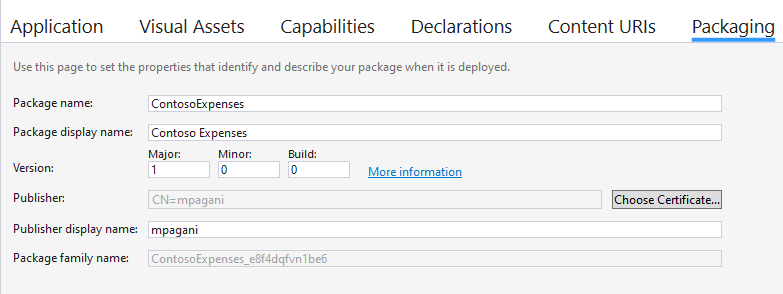 Application Visual Assets Capabilities Declarations Content URIs Packaging
Use this page to set the properties that identify and describe your package when it is deployed.
Package name: ContosoExpenses
Package display name: Contoso Expenses
Major: Minor: Build:
Version: 1 0 0 More information
Publisher: CN=mpagani Choose Certificate...
Publisher display name: mpagani
Package family name: ContosoExpenses_e8f4dqfvn1be6